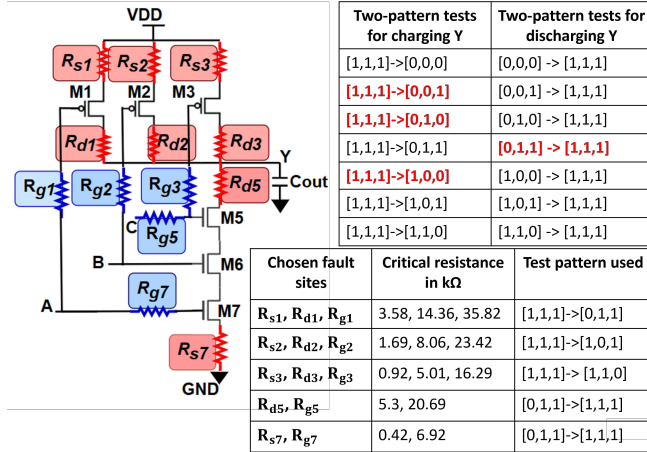 VDD
Rs1
Rs2
Rs3
M1
M2
M3
Rd1
Rd2
Rd3
Y
Rg1
Rg2
Rg3
Rd5
Cout
C
Rg5
M5
B
M6
Rg7
A
M7
Rs7
GND
Two-pattern tests for charging Y
Two-pattern tests for discharging Y
[1,1,1]->[0,0,0]
[0,0,0] -> [1,1,1]
[1,1,1]->[0,0,1]
[0,0,1] -> [1,1,1]
[1,1,1]->[0,1,0]
[0,1,0] -> [1,1,1]
[1,1,1]->[0,1,1]
[0,1,1] -> [1,1,1]
[1,1,1]->[1,0,0]
[1,0,0] -> [1,1,1]
[1,1,1]->[1,0,1]
[1,0,1] -> [1,1,1]
[1,1,1]->[1,1,0]
[1,1,0] -> [1,1,1]
Chosen fault sites
Critical resistance in kΩ
Test pattern used
Rs1, Rd1, Rg1
3.58, 14.36, 35.82
[1,1,1]->[0,1,1]
Rs2, Rd2, Rg2
1.69, 8.06, 23.42
[1,1,1]->[1,0,1]
Rs3, Rd3, Rg3
0.92, 5.01, 16.29
[1,1,1]-> [1,1,0]
Rd5, Rg5
5.3, 20.69
[0,1,1]->[1,1,1]
Rs7, Rg7
0.42, 6.92
[0,1,1]->[1,1,1]